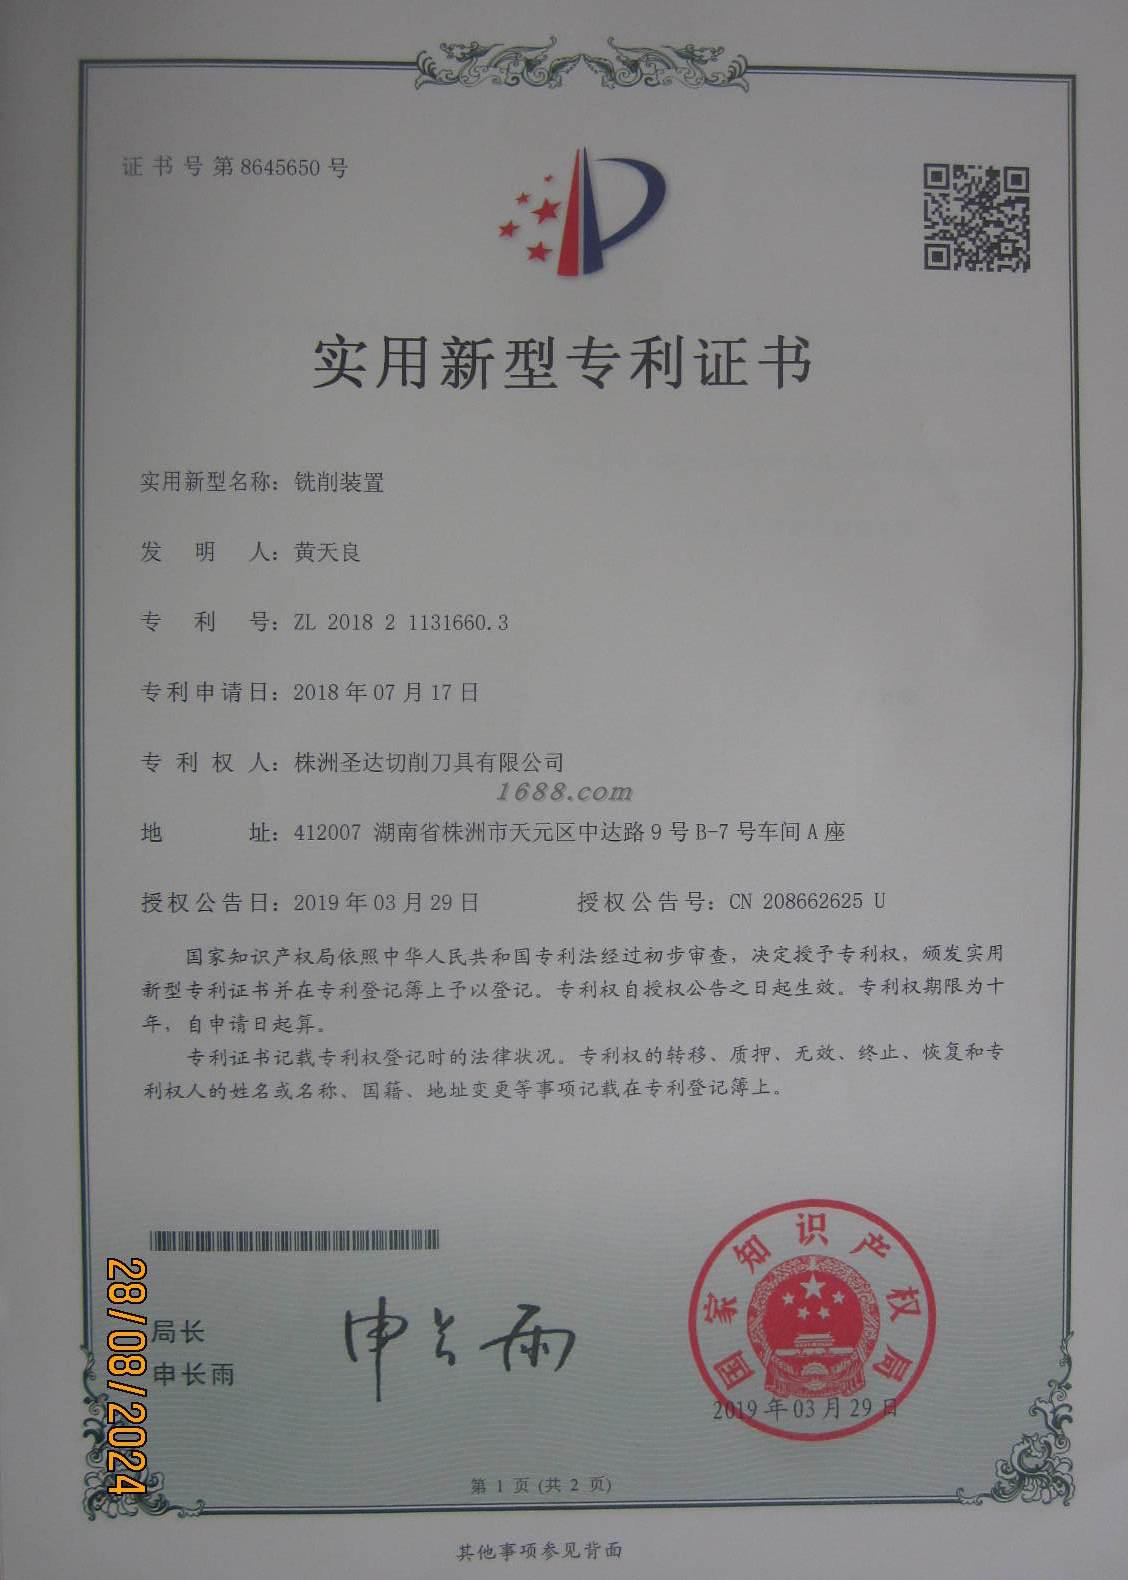 证书号第8645650号
实用新型专利证书
实用新型名称：铣削装置
发明人：黄天良
专利号：ZL 2018 2 1131660.3
专利申请日：2018年07月17日
专利权人：株洲圣达切削刀具有限公司
1688.com
地址：412007 湖南省株洲市天元区中达路9号B-7号车间A座
授权公告日：2019年03月29日 授权公告号：CN 208662625 U
国家知识产权局依照中华人民共和国专利法经过初步审查，决定授予专利权，颁发实用
新型专利证书并在专利登记簿上予以登记。专利权自授权公告之日起生效。专利权期限为十
年，自申请日起算。
专利证书记载专利权登记时的法律状况。专利权的转移、质押、无效、终止、恢复和专
利权人的姓名或名称、国籍、地址变更等事项记载在专利登记簿上。
局长
申长雨
申长雨
国家知识产权局
2019年03月29日
28/08/2024
第 1 页 (共 2 页)
其他事项参见背面